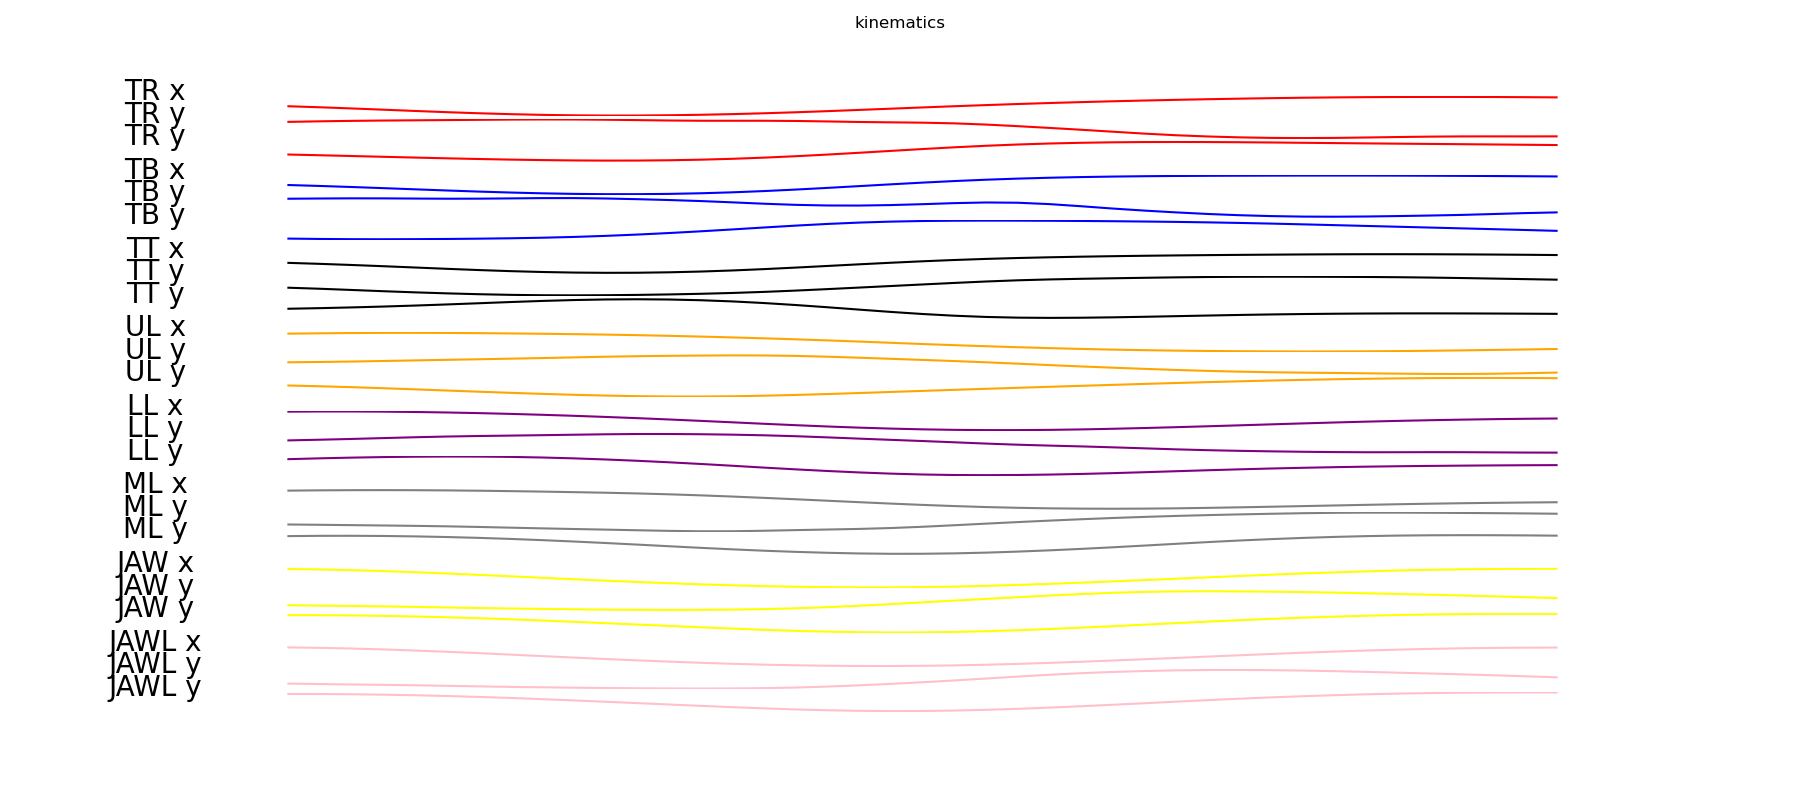 kinematics
TR x
TR y
TR y
TB x
TB y
TB y
TT x
TT y
TT y
UL x
UL y
UL y
LL x
LL y
LL y
ML x
ML y
ML y
JAW x
JAW y
JAW y
JAWL x
JAWL y
JAWL y